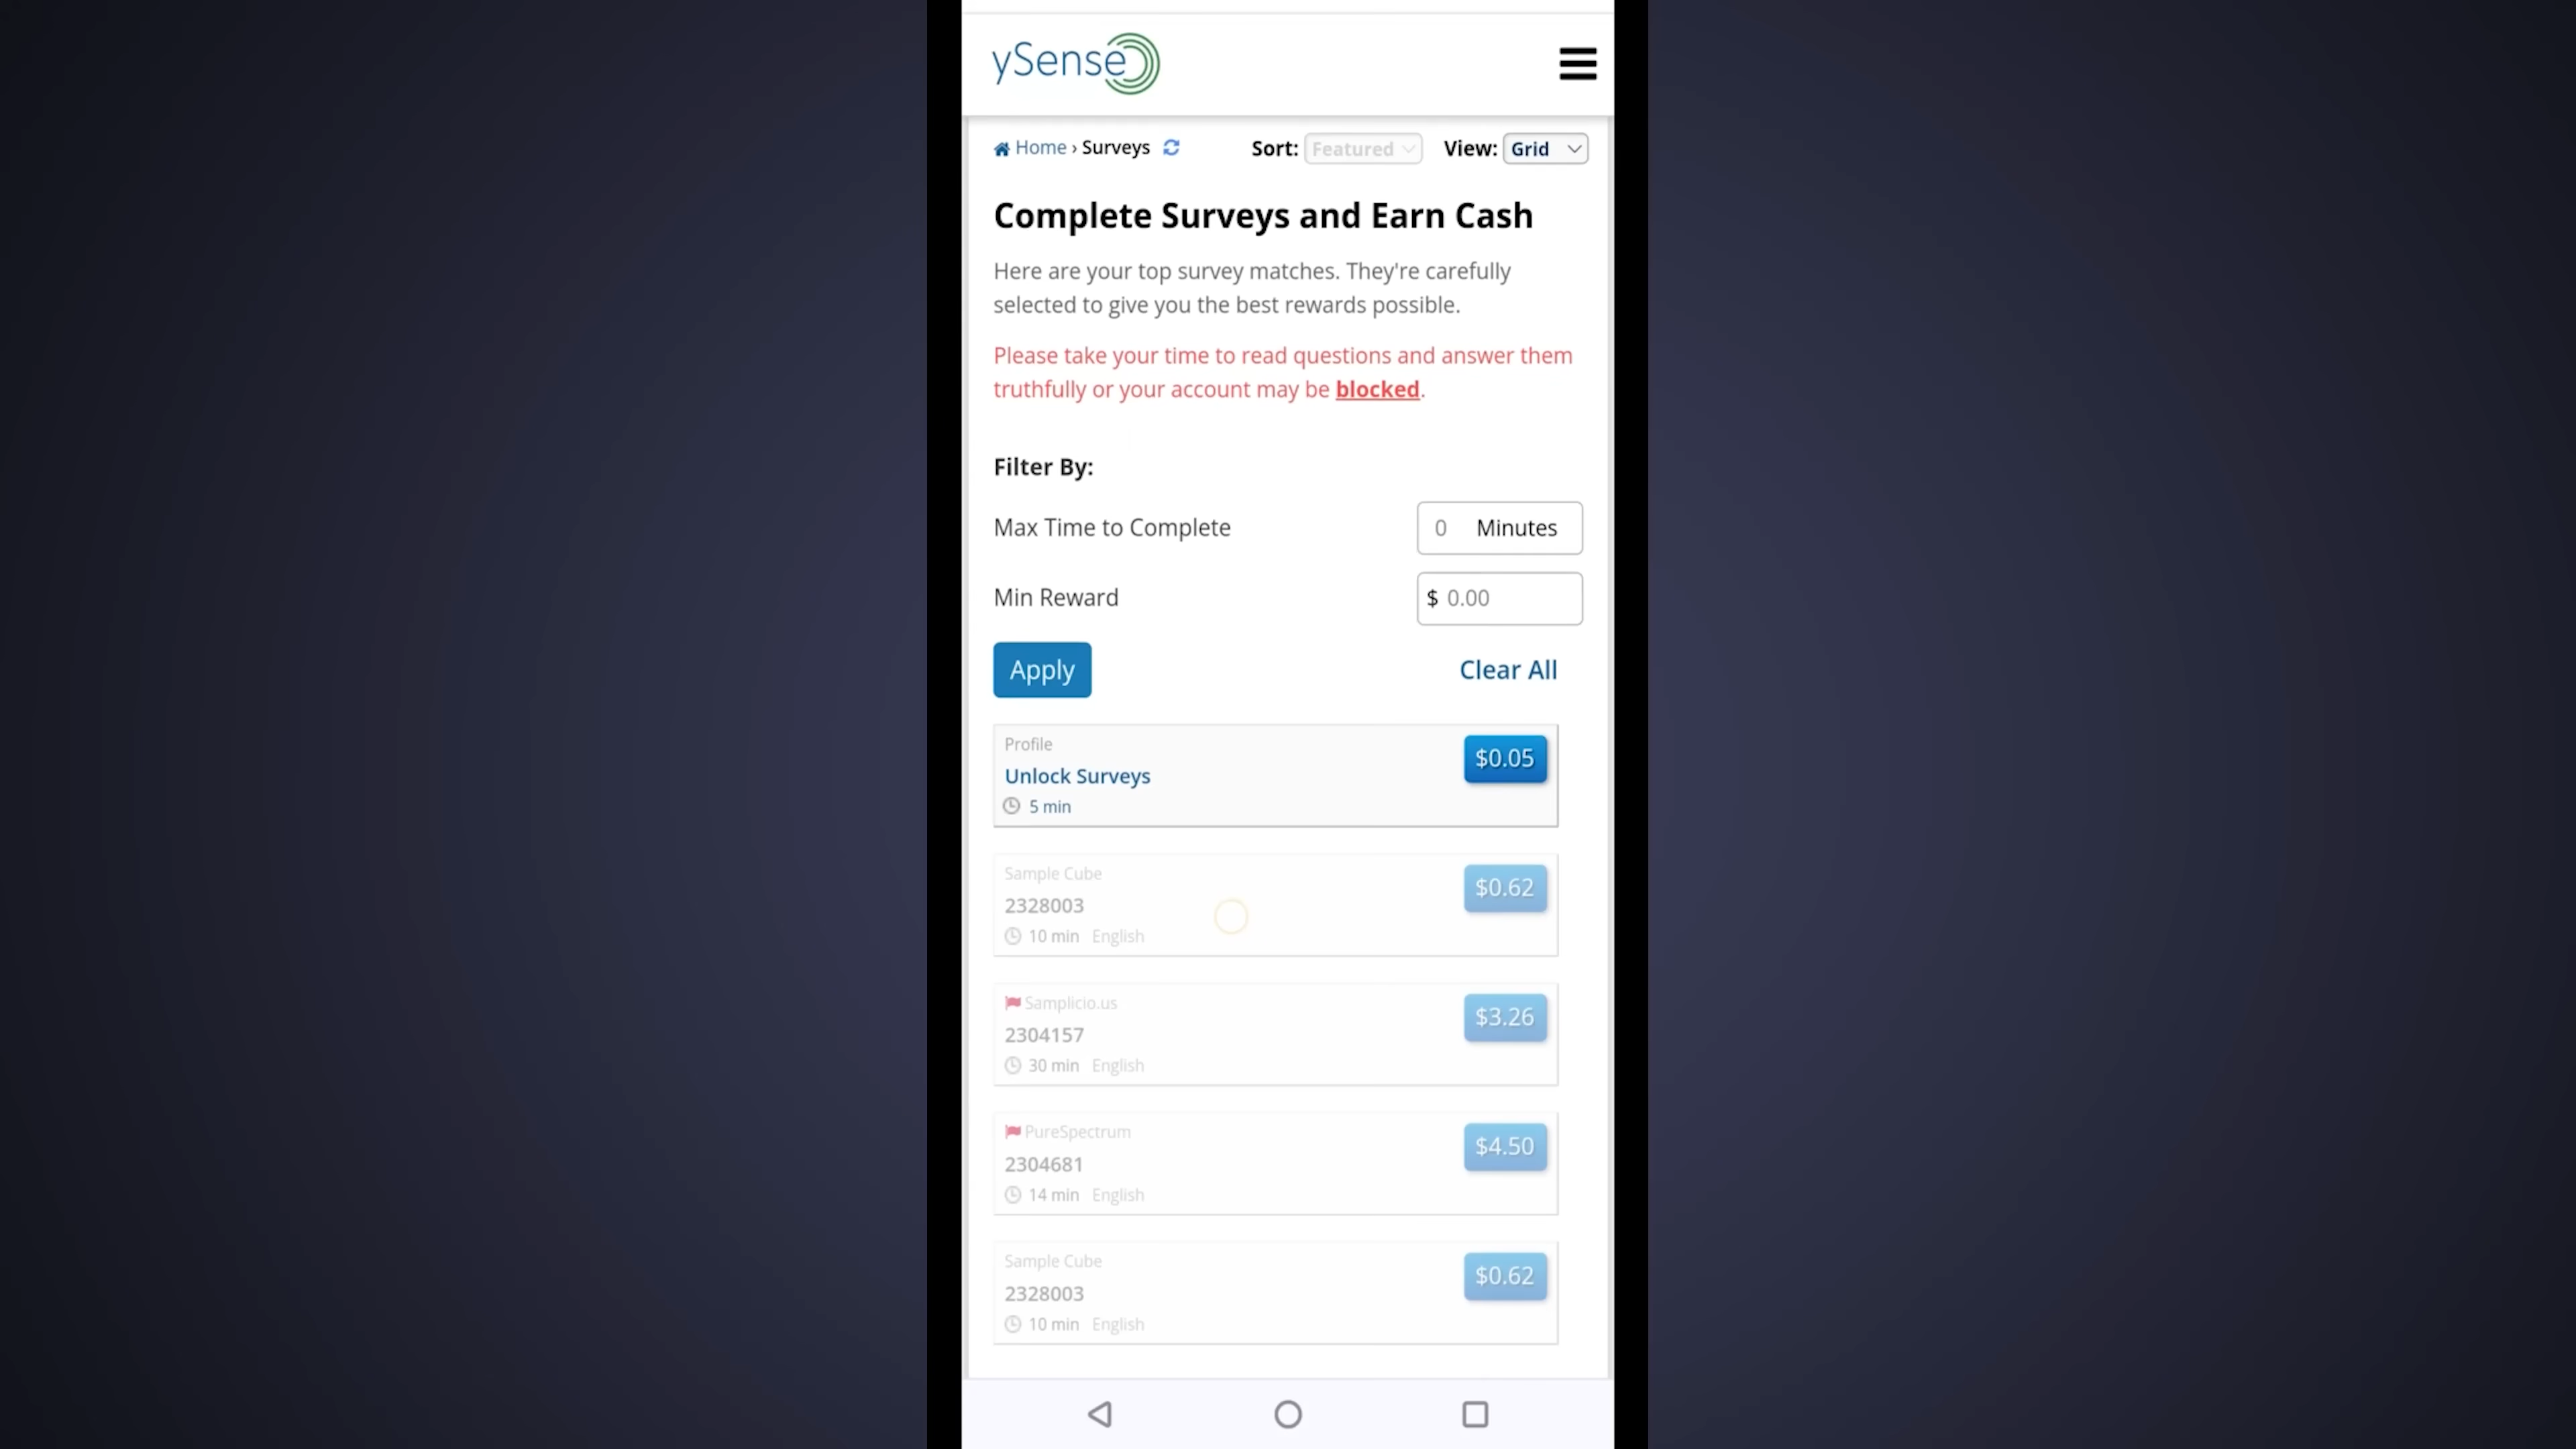 ySense
Home › Surveys Sort: Featured View: Grid
Complete Surveys and Earn Cash
Here are your top survey matches. They're carefully
selected to give you the best rewards possible.
Please take your time to read questions and answer them
truthfully or your account may be blocked.
Filter By:
Max Time to Complete 0 Minutes
Min Reward $ 0.00
Apply Clear All
Profile
$0.05
Unlock Surveys
5 min
Sample Cube
$0.62
2328003
10 min English
Samplicio.us
$3.26
2304157
30 min English
PureSpectrum
$4.50
2304681
14 min English
Sample Cube
$0.62
2328003
10 min English